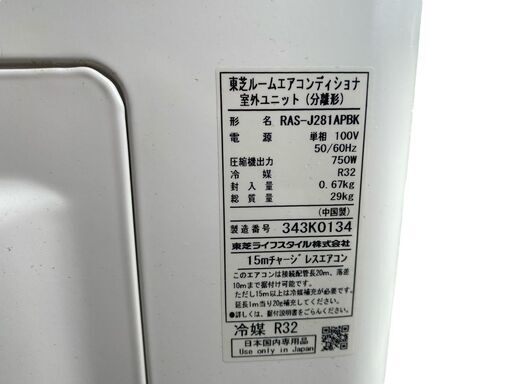 東芝ルームエアコンディショナ
室外ユニット(分離形)
形 名 RAS-J281APBK
電 源 単相 100V
50/60Hz
圧縮機出力 750W
冷 媒 R32
封 入 量 0.67kg
総 質 量 29kg
(中国製)
製造番号 343K0134
東芝ライフスタイル株式会社
15mチャージレスエアコン
このエアコンは接続配管長20m、落差
10mまで据付け可能です。
ただし15m以上は冷媒補充が必要です。
延長1m当り20g補充してください。
●詳しくは、据付説明書をごらんください。
冷媒 R32
日本国内専用品
Use only in Japan